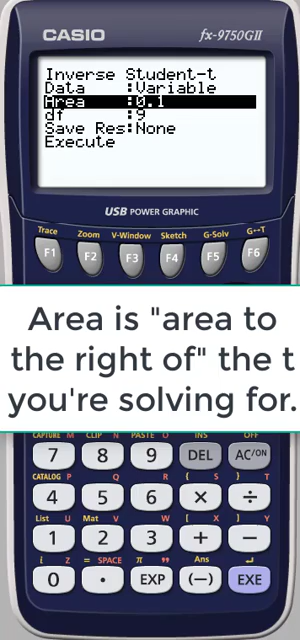 CASIO fx-9750GII
Inverse Student-t
Data :Variable
Area :0.1
df :9
Save Res:None
Execute
USB POWER GRAPHIC
Trace Zoom V-Window Sketch G-Solv G↔T
F1 F2 F3 F4 F5 F6
Area is "area to
the right of" the t
you're solving for.
CAPTURE M CLIP N PASTE O INS OFF
7 8 9 DEL AC/ON
CATALOG P Q R { S } T
4 5 6 × ÷
List U Mat V W [ X ] Y
1 2 3 + −
i Z = SPACE π " Ans ↵
0 . EXP (−) EXE